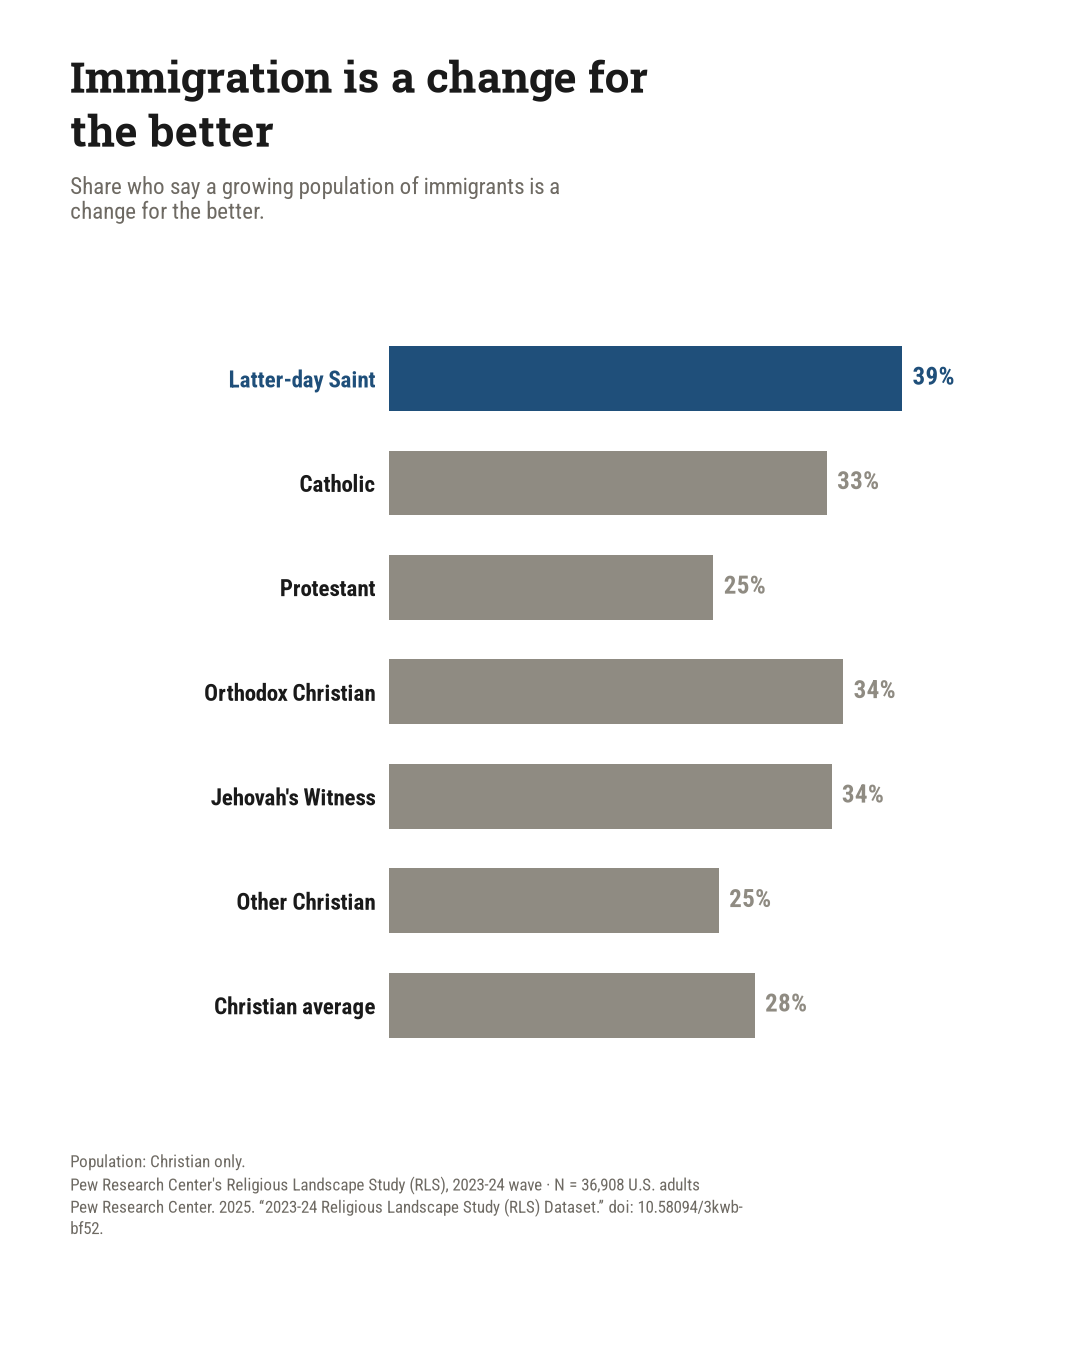 Immigration is a change for
the better
Share who say a growing population of immigrants is a
change for the better.
Latter-day Saint 39%
Catholic 33%
Protestant 25%
Orthodox Christian 34%
Jehovah's Witness 34%
Other Christian 25%
Christian average 28%
Population: Christian only.
Pew Research Center's Religious Landscape Study (RLS), 2023-24 wave · N = 36,908 U.S. adults
Pew Research Center. 2025. “2023-24 Religious Landscape Study (RLS) Dataset.” doi: 10.58094/3kwb-
bf52.